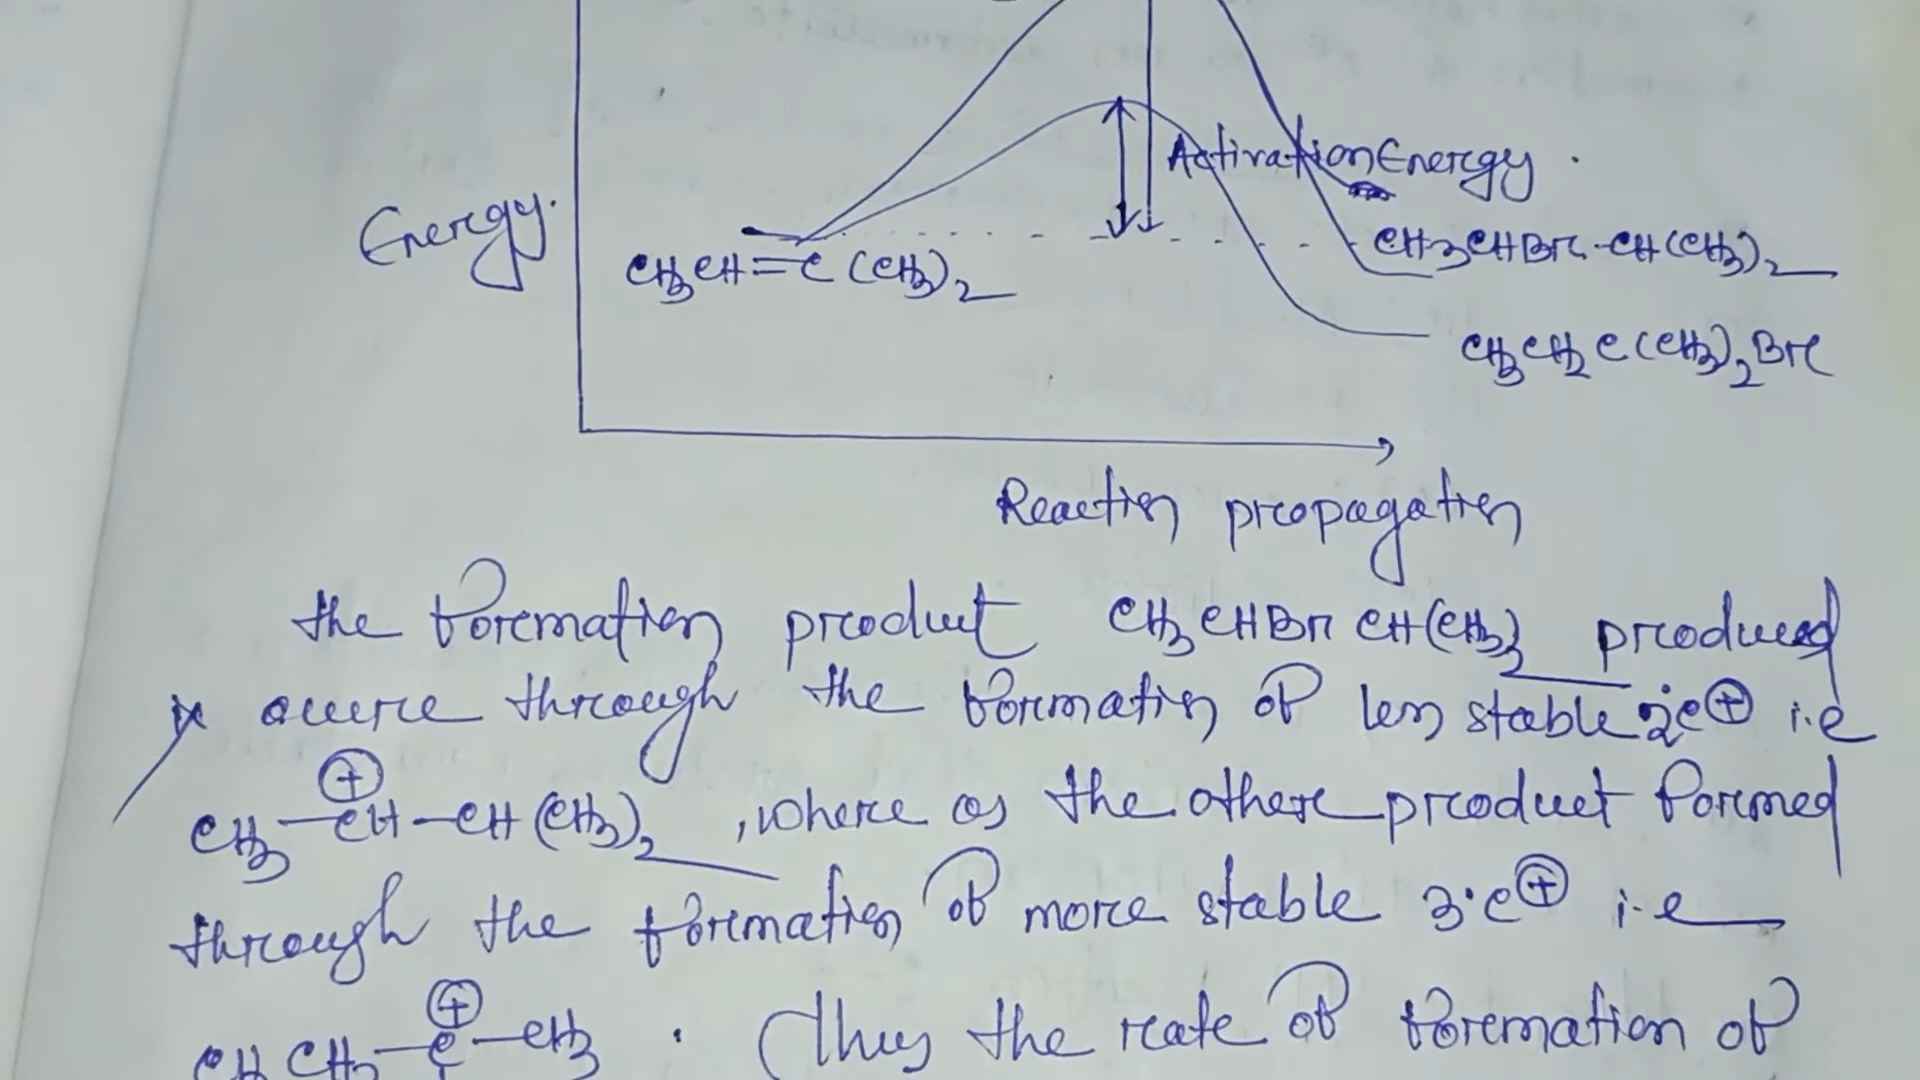 Activation Energy .
Energy.
CH3CHBr-CH(CH3)2
CH3CH=C(CH3)2
CH3CH2C(CH3)2Br
Reaction propagation
the formation product CH3CHBr CH(CH3)2 produced
occure through the formation of less stable 2°C⊕ i.e
⊕
CH3-CH-CH(CH3)2 , where as the other product formed
through the formation of more stable 3°C⊕ i.e
⊕
CH3CH2-C-CH3 . Thus the rate of formation of